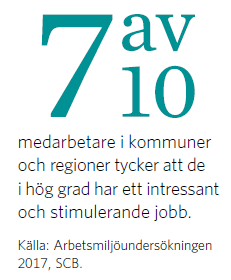 7 av 10
medarbetare i kommuner
och regioner tycker att de
i hög grad har ett intressant
och stimulerande jobb.
Källa: Arbetsmiljöundersökningen
2017, SCB.